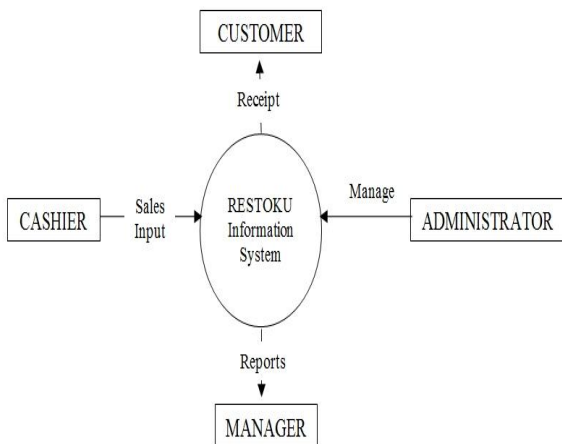 CUSTOMER
Receipt
CASHIER
Sales
Input
RESTOKU
Information
System
Manage
ADMINISTRATOR
Reports
MANAGER